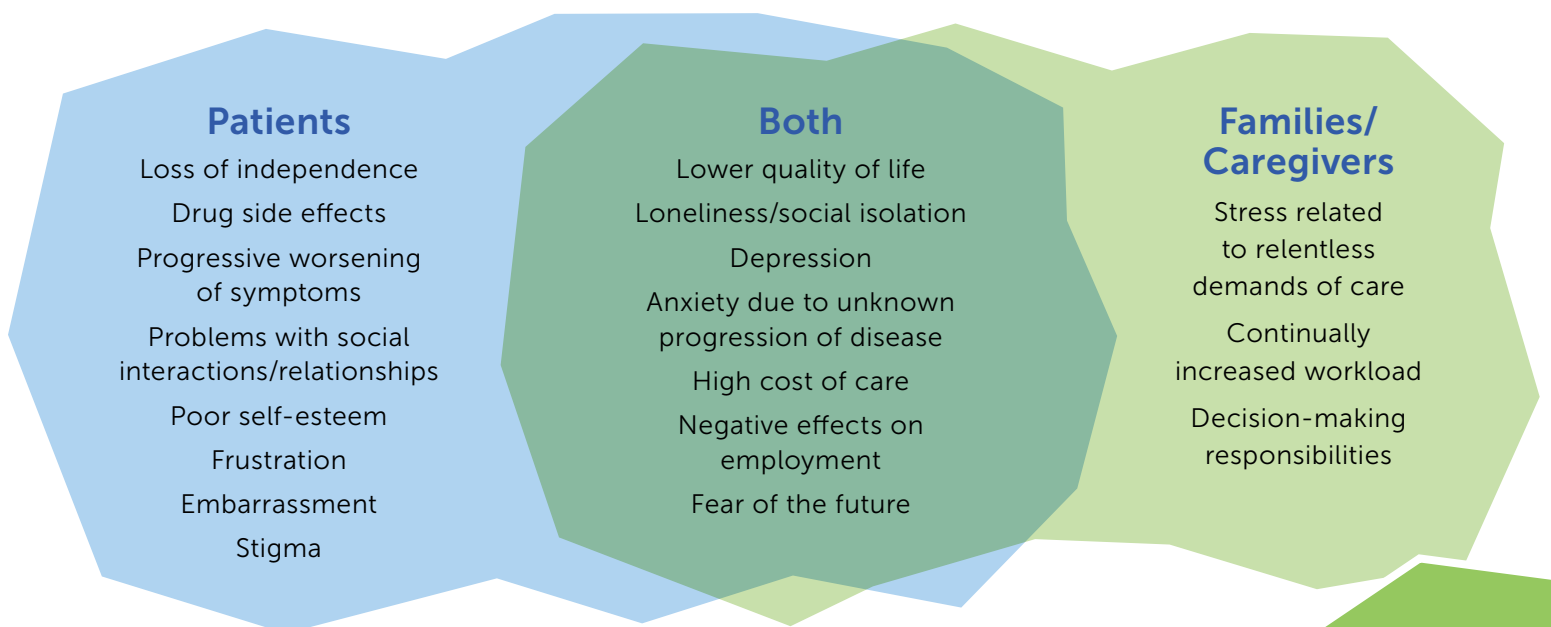 Patients
Loss of independence
Drug side effects
Progressive worsening
of symptoms
Problems with social
interactions/relationships
Poor self-esteem
Frustration
Embarrassment
Stigma
Both
Lower quality of life
Loneliness/social isolation
Depression
Anxiety due to unknown
progression of disease
High cost of care
Negative effects on
employment
Fear of the future
Families/
Caregivers
Stress related
to relentless
demands of care
Continually
increased workload
Decision-making
responsibilities